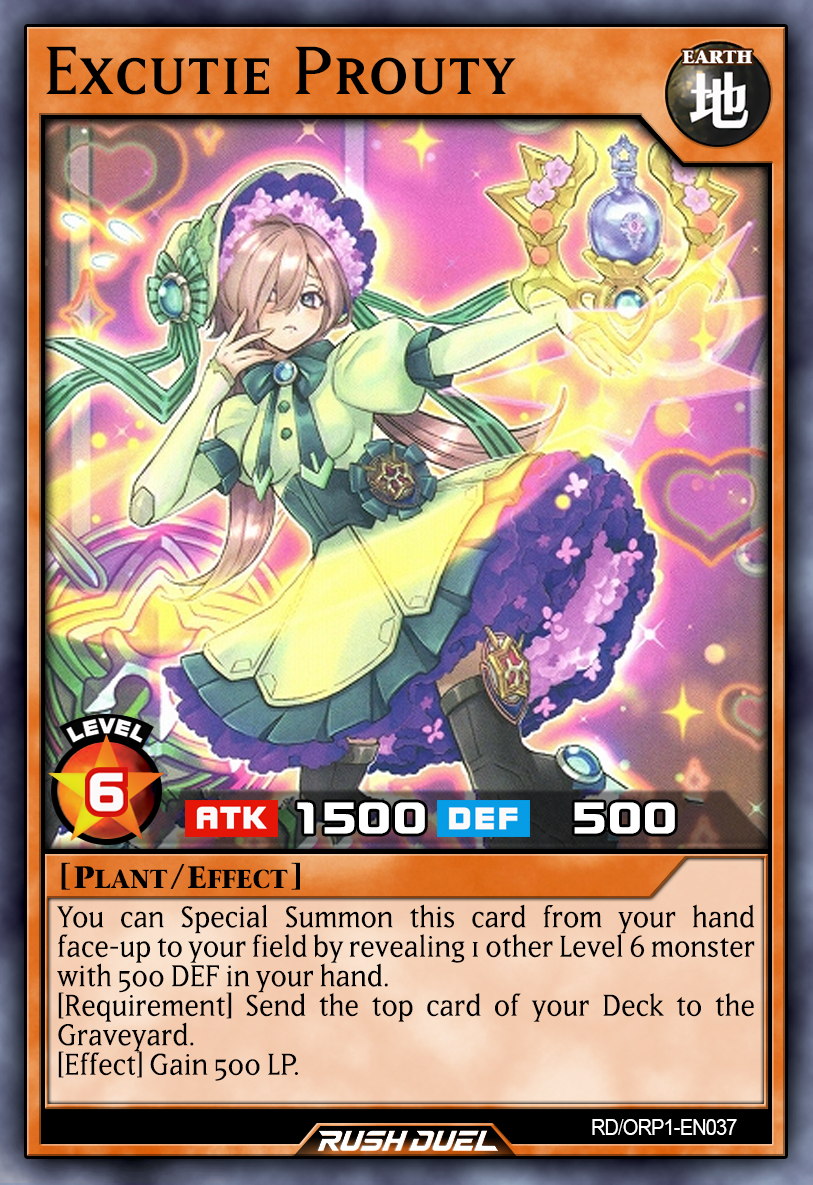 Excutie Prouty
EARTH
地
LEVEL
6
ATK 1500 DEF 500
[Plant/Effect]
You can Special Summon this card from your hand
face-up to your field by revealing 1 other Level 6 monster
with 500 DEF in your hand.
[Requirement] Send the top card of your Deck to the
Graveyard.
[Effect] Gain 500 LP.
RUSH DUEL
RD/ORP1-EN037